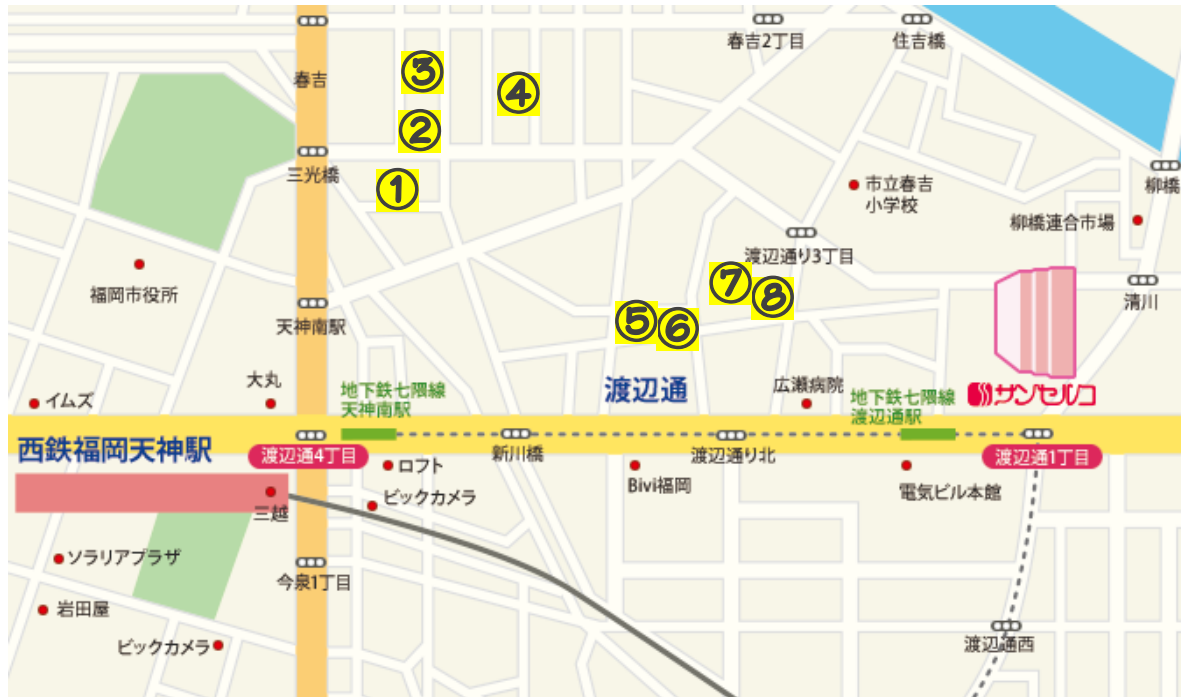 春吉2丁目
住吉橋
春吉
③
④
②
三光橋
①
市立春吉
小学校
柳橋
柳橋連合市場
渡辺通り3丁目
福岡市役所
⑦
⑧
清川
天神南駅
⑤
⑥
大丸
地下鉄七隈線
天神南駅
渡辺通
広瀬病院
地下鉄七隈線
渡辺通駅
サンセルコ
イムズ
西鉄福岡天神駅
渡辺通4丁目
新川橋
渡辺通り北
渡辺通1丁目
ロフト
ビックカメラ
Bivi福岡
電気ビル本館
三越
ソラリアプラザ
今泉1丁目
岩田屋
ビックカメラ
渡辺通西